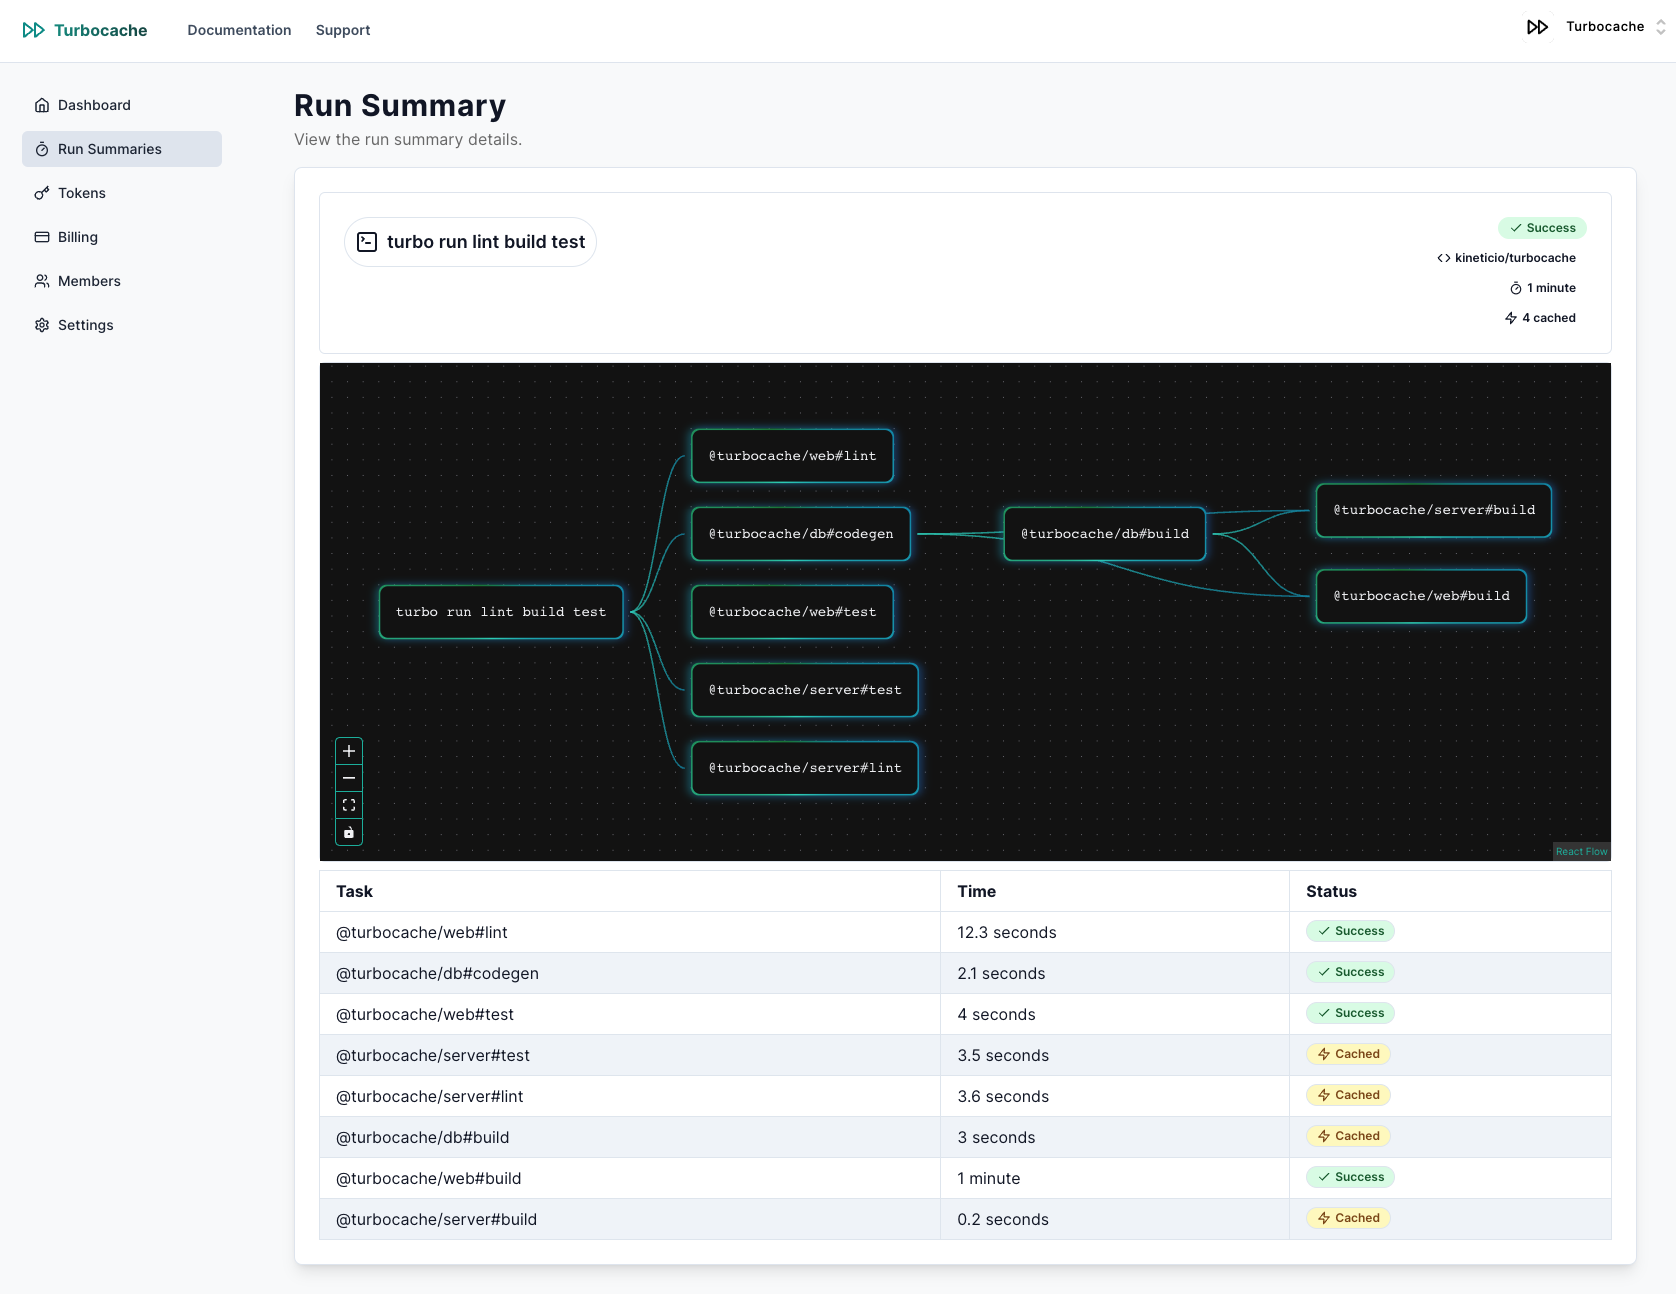 Turbocache
Documentation
Support
Turbocache
Dashboard
Run Summaries
Tokens
Billing
Members
Settings
Run Summary
View the run summary details.
turbo run lint build test
Success
kineticio/turbocache
1 minute
4 cached
@turbocache/web#lint
@turbocache/db#codegen
@turbocache/db#build
@turbocache/server#build
@turbocache/web#build
turbo run lint build test
@turbocache/web#test
@turbocache/server#test
@turbocache/server#lint
React Flow
Task Time Status
@turbocache/web#lint 12.3 seconds Success
@turbocache/db#codegen 2.1 seconds Success
@turbocache/web#test 4 seconds Success
@turbocache/server#test 3.5 seconds Cached
@turbocache/server#lint 3.6 seconds Cached
@turbocache/db#build 3 seconds Cached
@turbocache/web#build 1 minute Success
@turbocache/server#build 0.2 seconds Cached